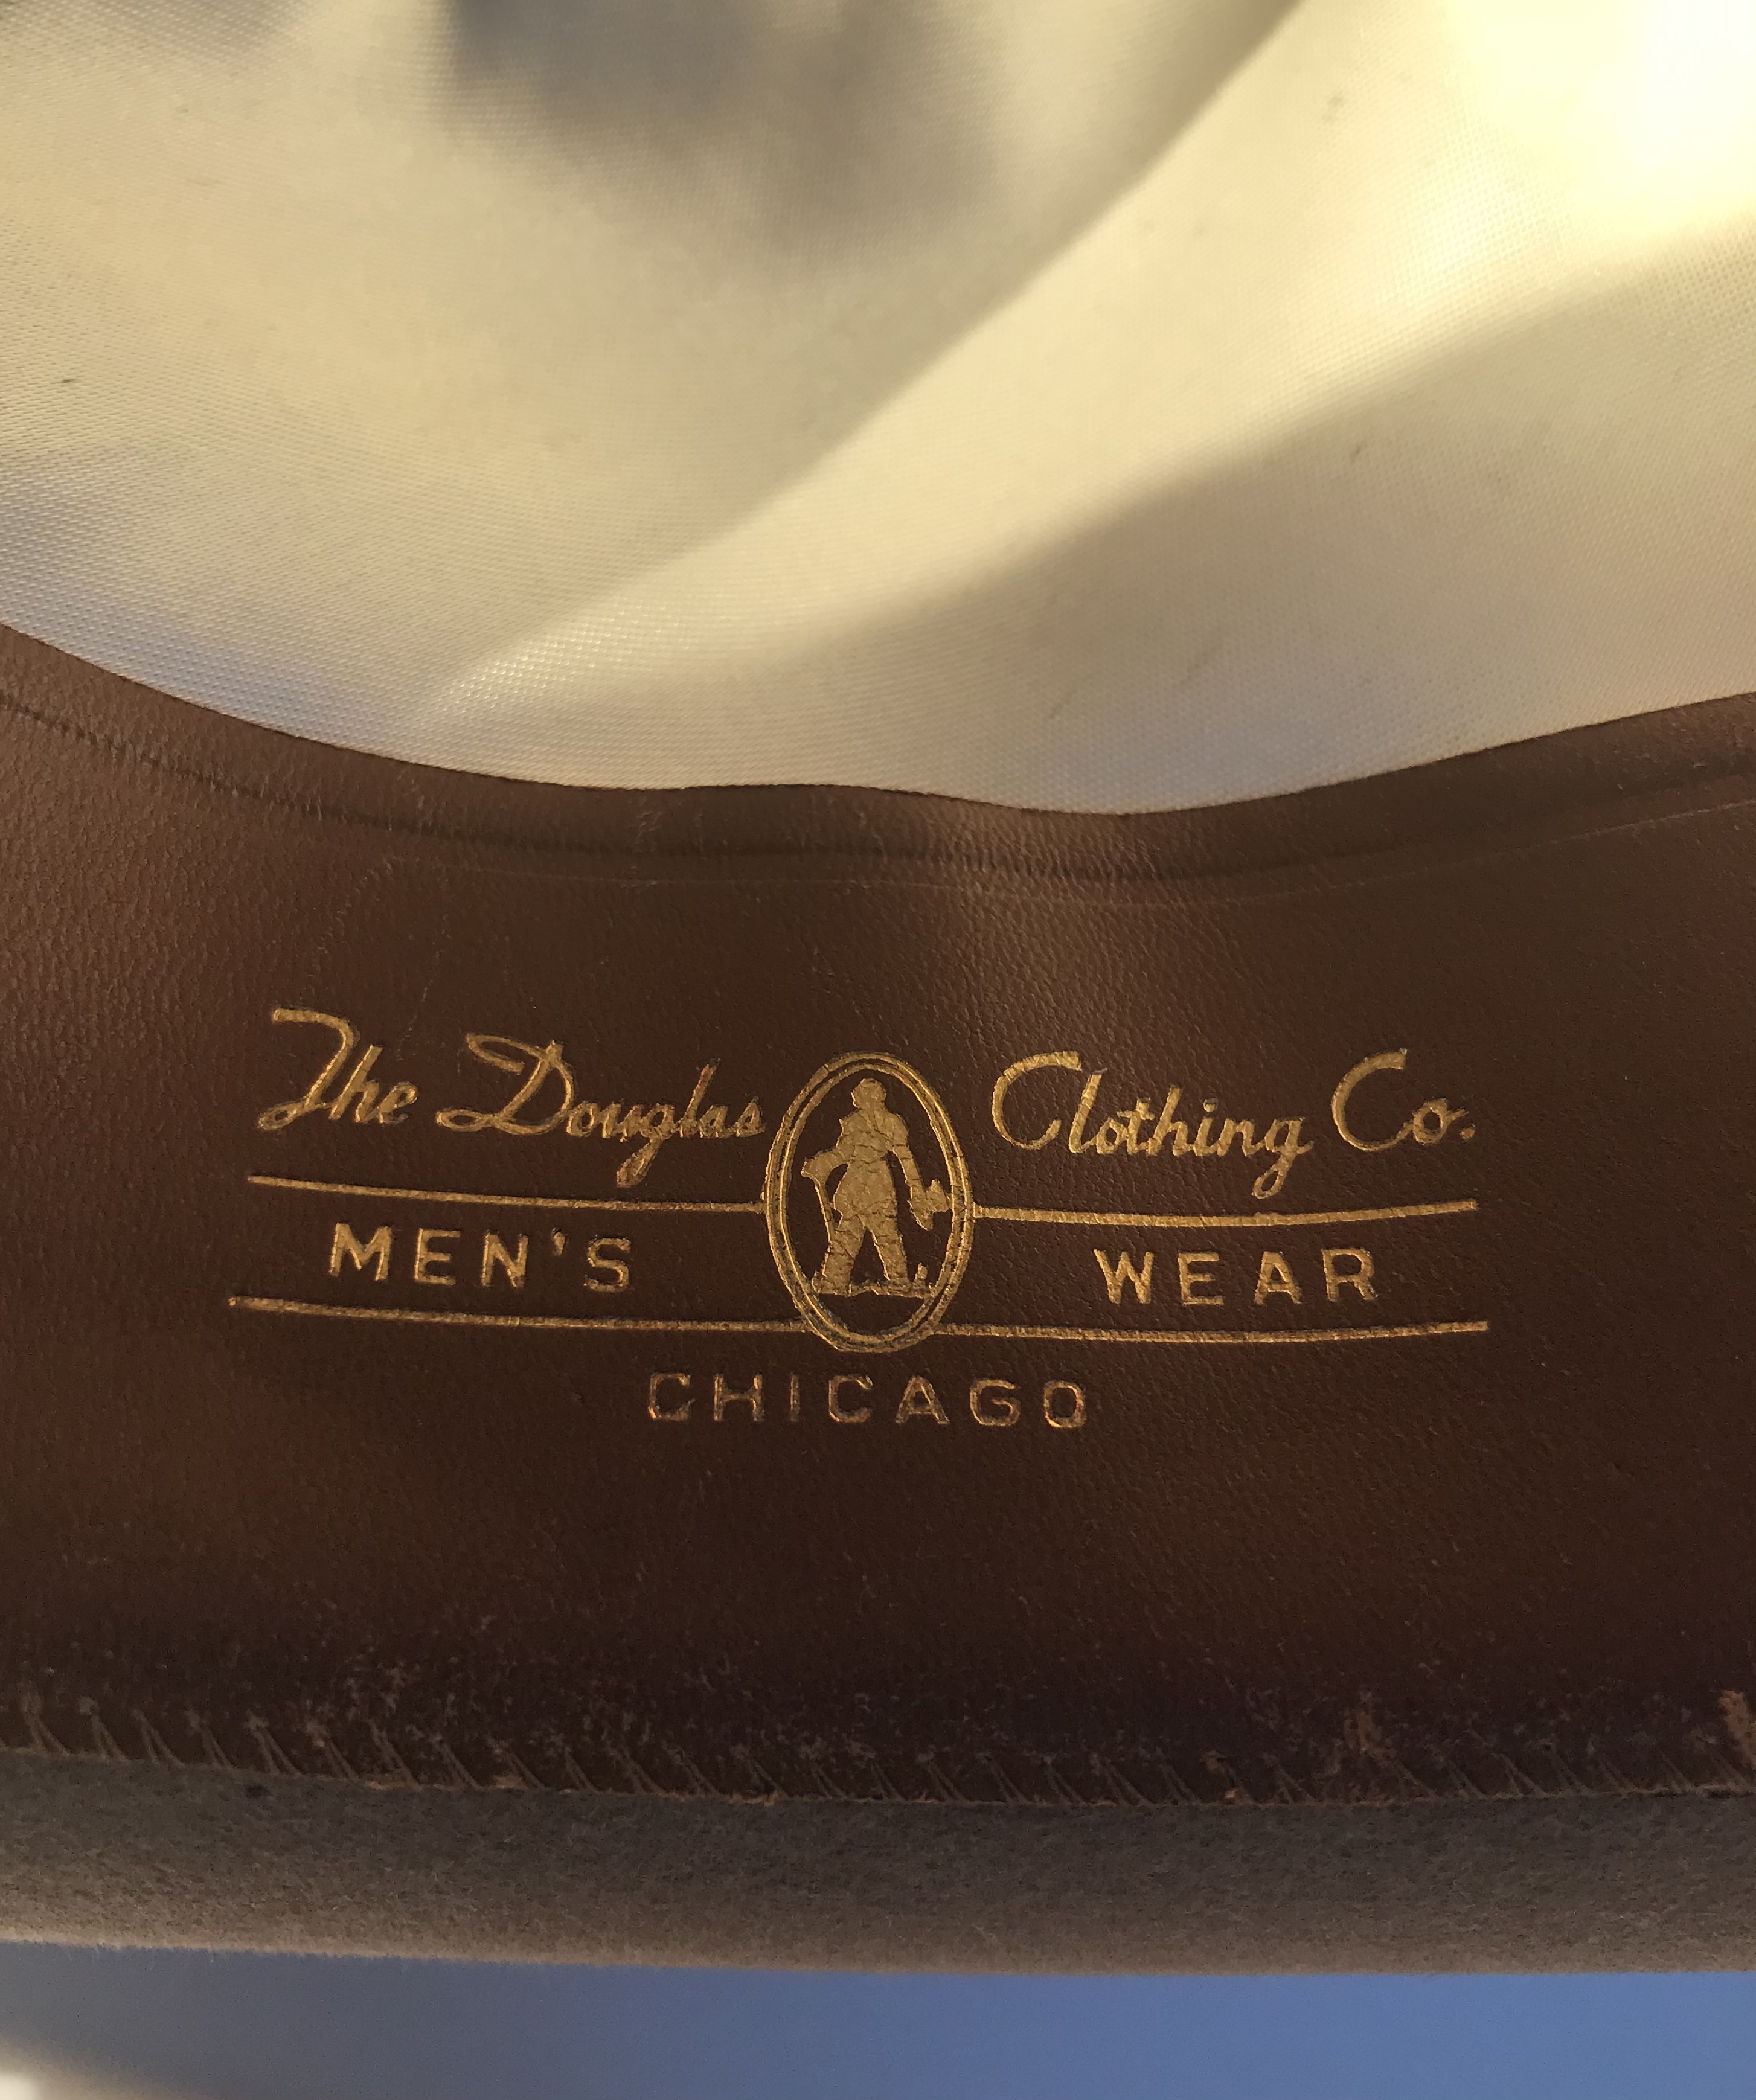 The Douglas Clothing Co.
MEN'S WEAR
CHICAGO